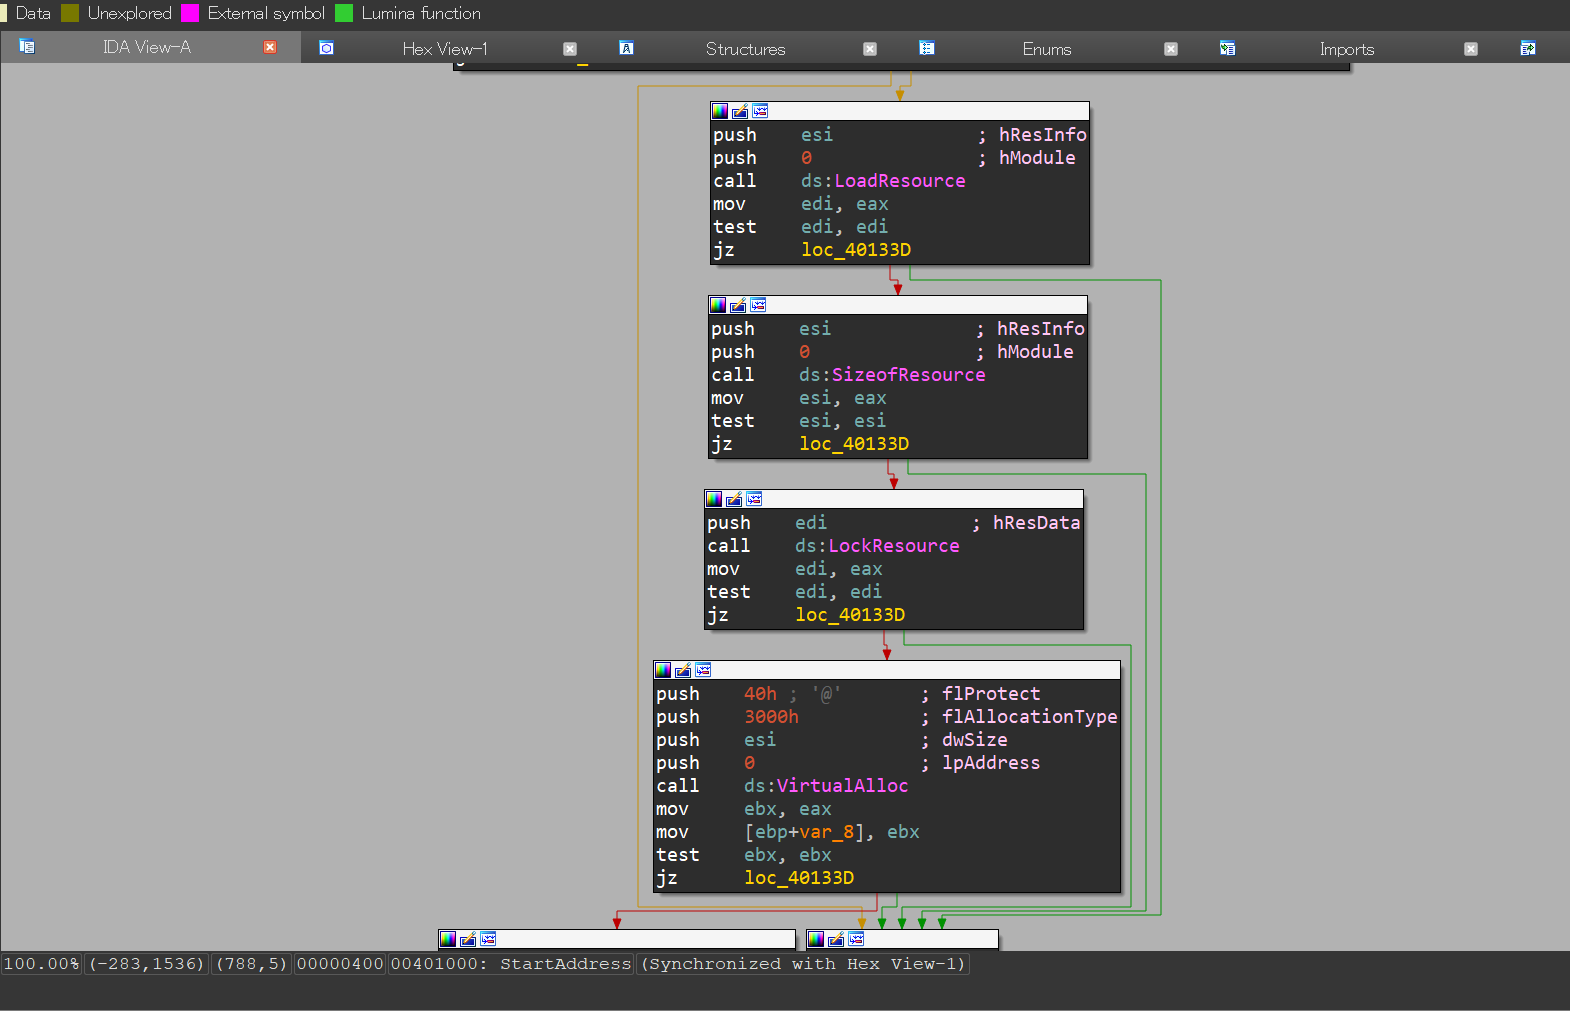 Data Unexplored External symbol Lumina function
IDA View-A Hex View-1 Structures Enums Imports
push esi ; hResInfo
push 0 ; hModule
call ds:LoadResource
mov edi, eax
test edi, edi
jz loc_40133D
push esi ; hResInfo
push 0 ; hModule
call ds:SizeofResource
mov esi, eax
test esi, esi
jz loc_40133D
push edi ; hResData
call ds:LockResource
mov edi, eax
test edi, edi
jz loc_40133D
push 40h ; '@' ; flProtect
push 3000h ; flAllocationType
push esi ; dwSize
push 0 ; lpAddress
call ds:VirtualAlloc
mov ebx, eax
mov [ebp+var_8], ebx
test ebx, ebx
jz loc_40133D
100.00% (-283,1536) (788,5) 00000400 00401000: StartAddress (Synchronized with Hex View-1)